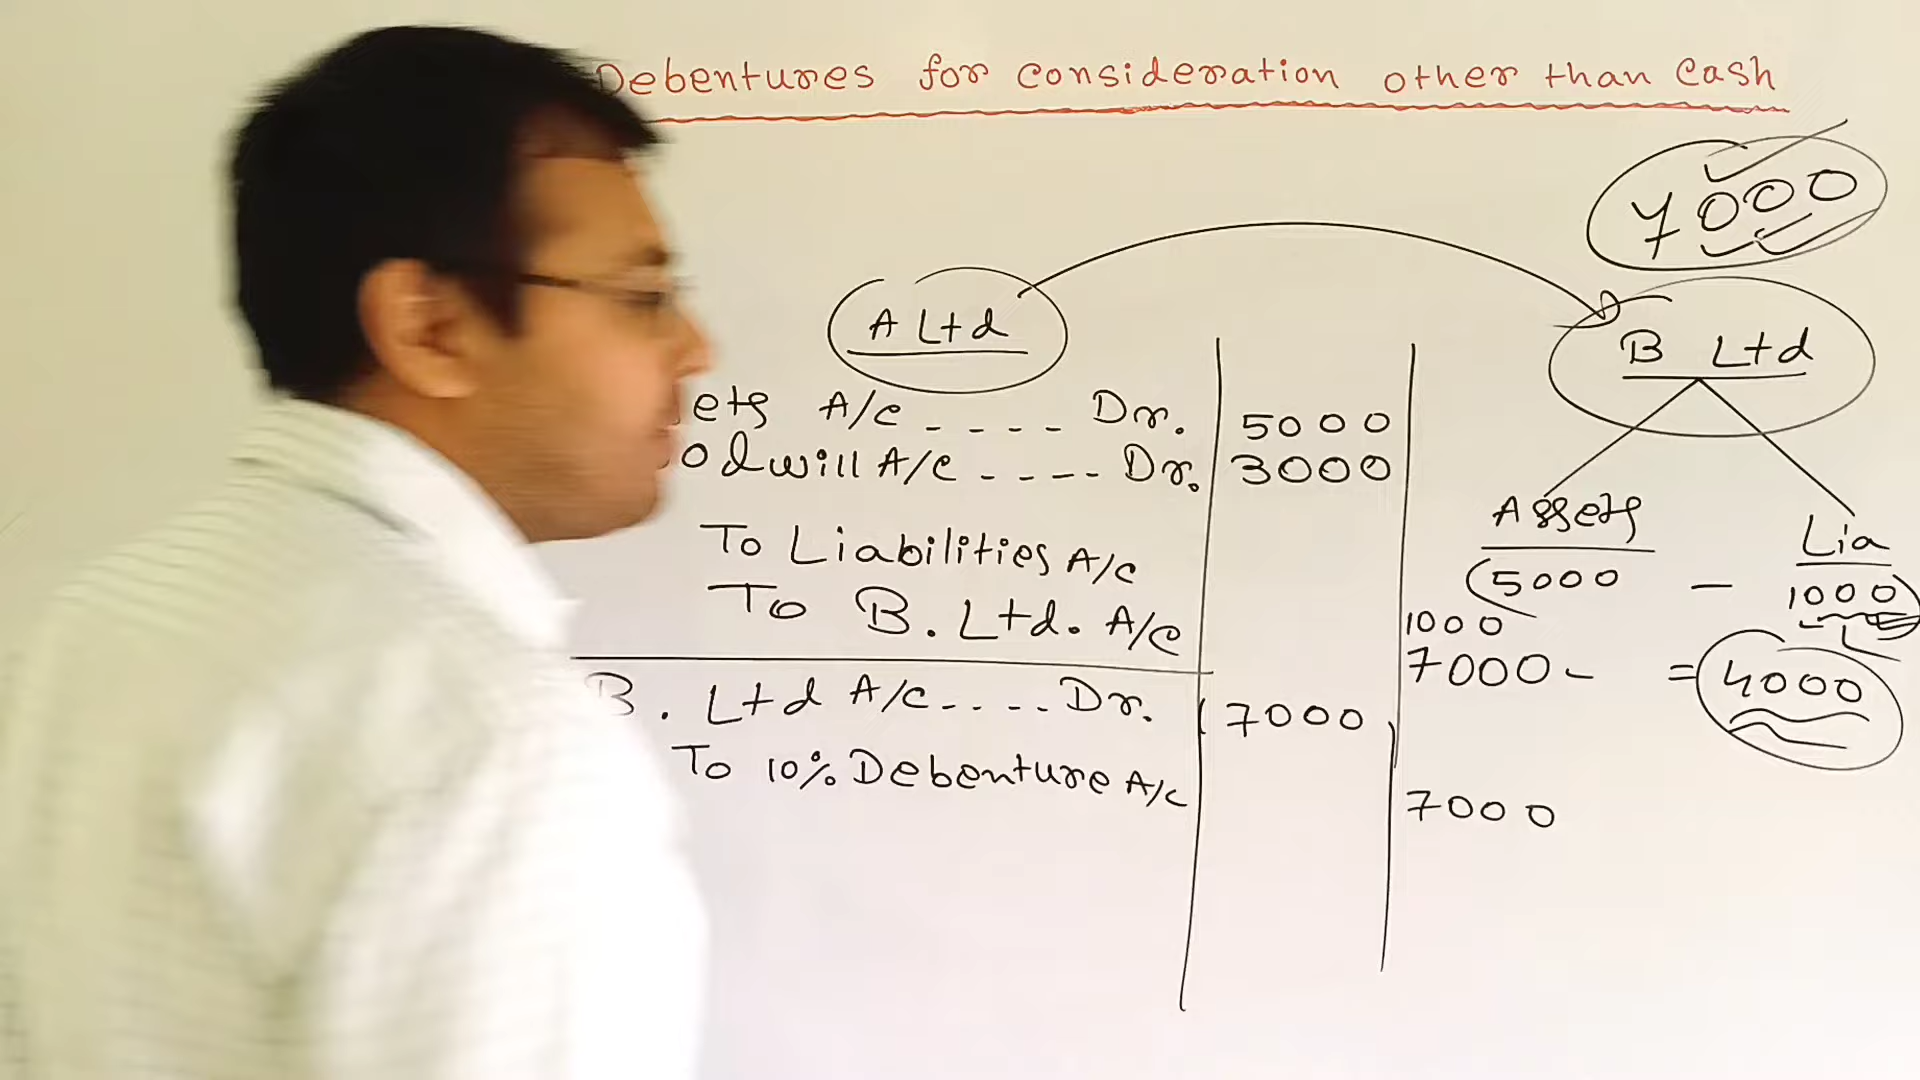 Debentures for consideration other than Cash
7000
A Ltd
B Ltd
A/c ---- Dr. 5000
A/c ---- Dr. 3000
Assets Lia
To Liabilities A/c
5000 - 1000
To B. Ltd. A/c
1000
7000 - = 4000
B. Ltd A/c.... Dr. 7000
To 10% Debenture A/c
7000